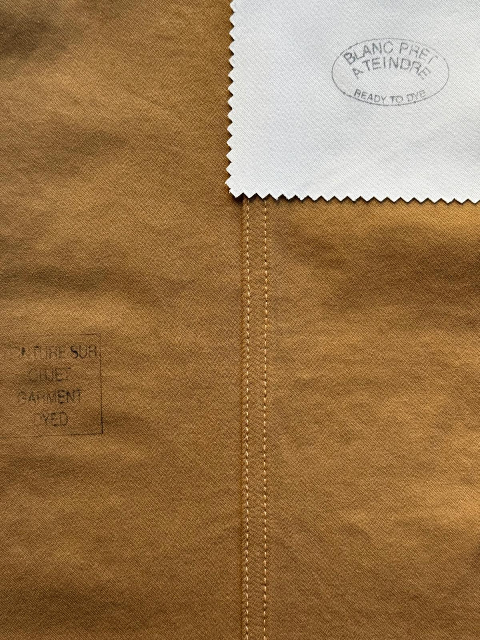 BLANC PRET
A TEINDRE
READY TO DYE
SUR
GARMENT
DYED